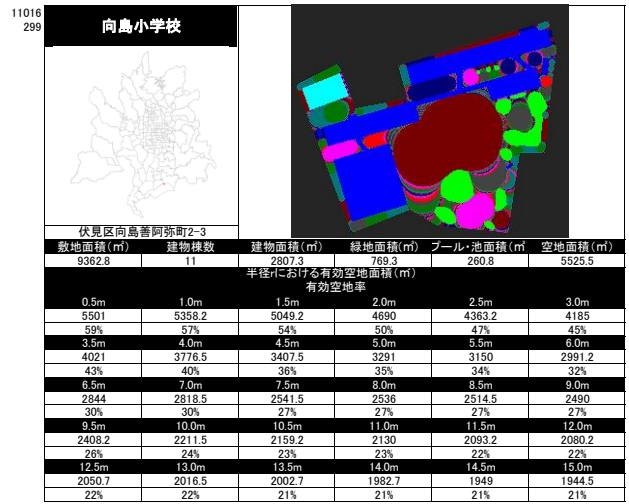 11016
299
向島小学校
伏見区向島善阿弥町2-3
敷地面積(㎡) 建物棟数 建物面積(㎡) 緑地面積(㎡) プール・池面積(㎡ 空地面積(㎡)
9362.8 11 2807.3 769.3 260.8 5525.5
半径rにおける有効空地面積(㎡)
有効空地率
0.5m 1.0m 1.5m 2.0m 2.5m 3.0m
5501 5358.2 5049.2 4690 4363.2 4185
59% 57% 54% 50% 47% 45%
3.5m 4.0m 4.5m 5.0m 5.5m 6.0m
4021 3776.5 3407.5 3291 3150 2991.2
43% 40% 36% 35% 34% 32%
6.5m 7.0m 7.5m 8.0m 8.5m 9.0m
2844 2818.5 2541.5 2536 2514.5 2490
30% 30% 27% 27% 27% 27%
9.5m 10.0m 10.5m 11.0m 11.5m 12.0m
2408.2 2211.5 2159.2 2130 2093.2 2080.2
26% 24% 23% 23% 22% 22%
12.5m 13.0m 13.5m 14.0m 14.5m 15.0m
2050.7 2016.5 2002.7 1982.7 1949 1944.5
22% 22% 21% 21% 21% 21%